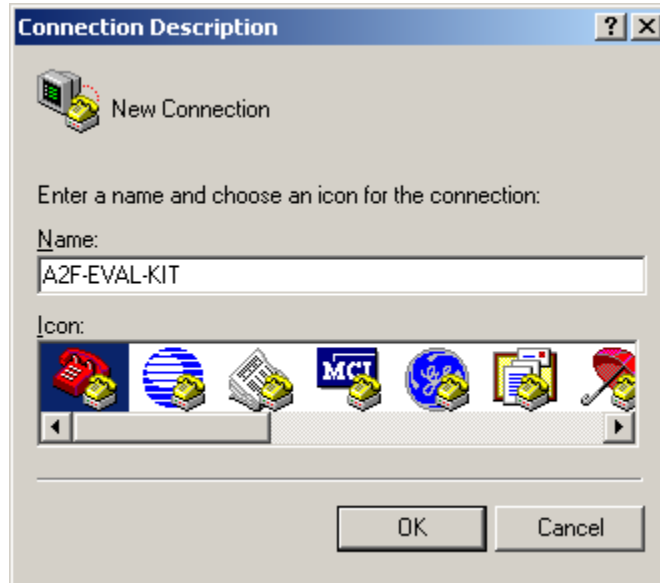 Connection Description
New Connection
Enter a name and choose an icon for the connection:
Name:
A2F-EVAL-KIT
Icon:
MCI
OK Cancel